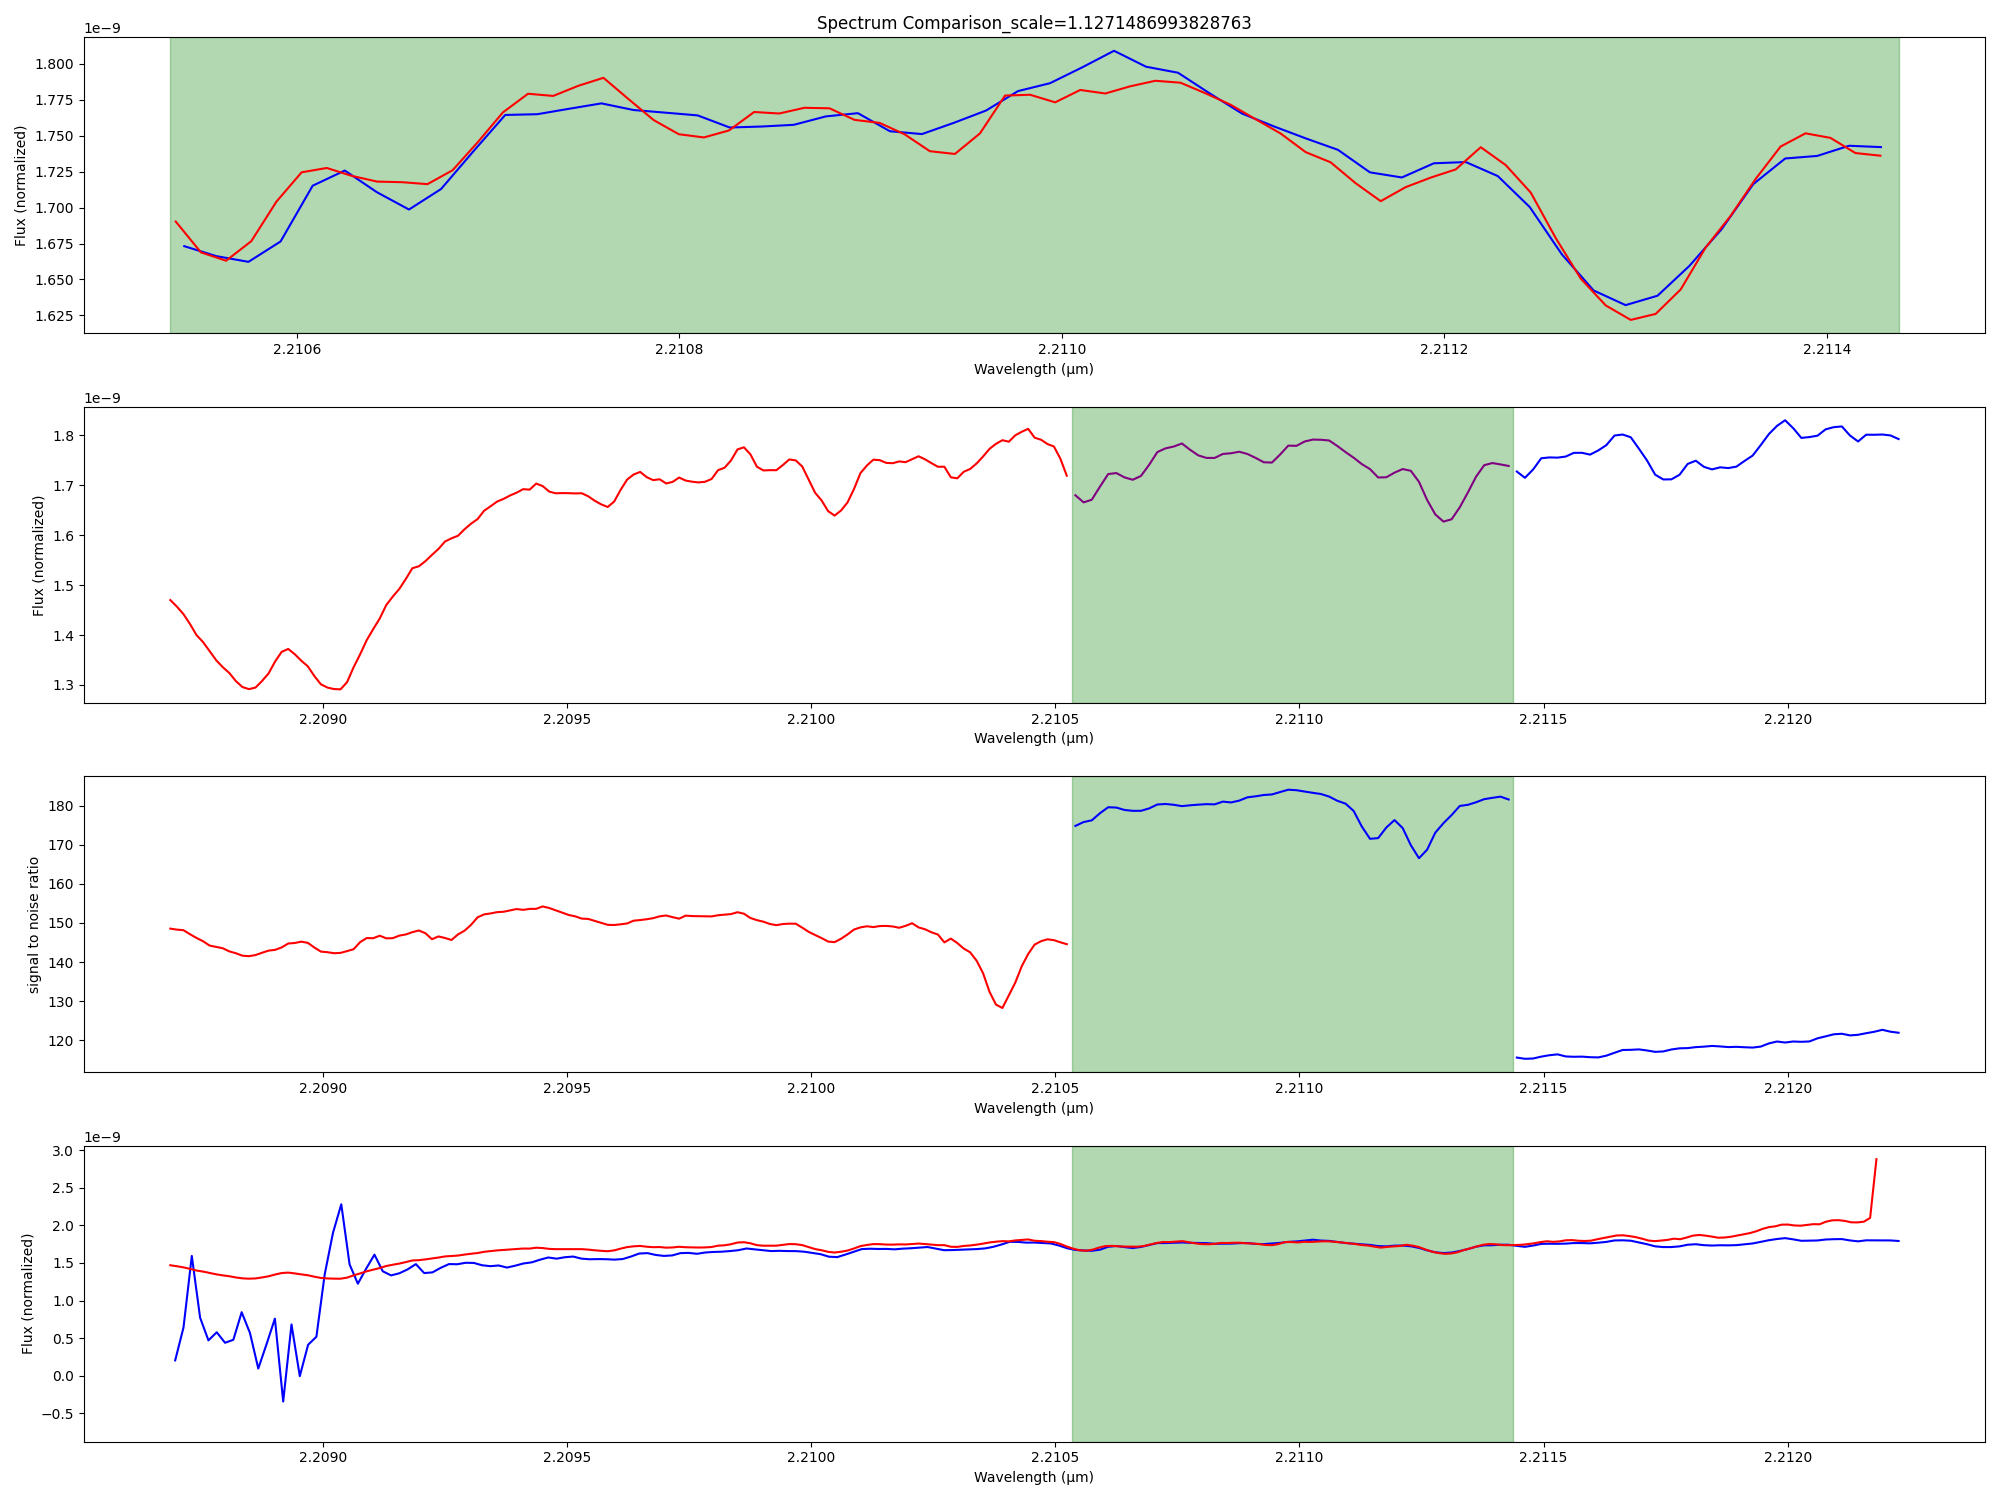 Spectrum Comparison_scale=1.1271486993828763
1e−9
Flux (normalized)
1.800
1.775
1.750
1.725
1.700
1.675
1.650
1.625
2.2106 2.2108 2.2110 2.2112 2.2114
Wavelength (μm)
1e−9
Flux (normalized)
1.8
1.7
1.6
1.5
1.4
1.3
2.2090 2.2095 2.2100 2.2105 2.2110 2.2115 2.2120
Wavelength (μm)
signal to noise ratio
180
170
160
150
140
130
120
2.2090 2.2095 2.2100 2.2105 2.2110 2.2115 2.2120
Wavelength (μm)
1e−9
Flux (normalized)
3.0
2.5
2.0
1.5
1.0
0.5
0.0
−0.5
2.2090 2.2095 2.2100 2.2105 2.2110 2.2115 2.2120
Wavelength (μm)